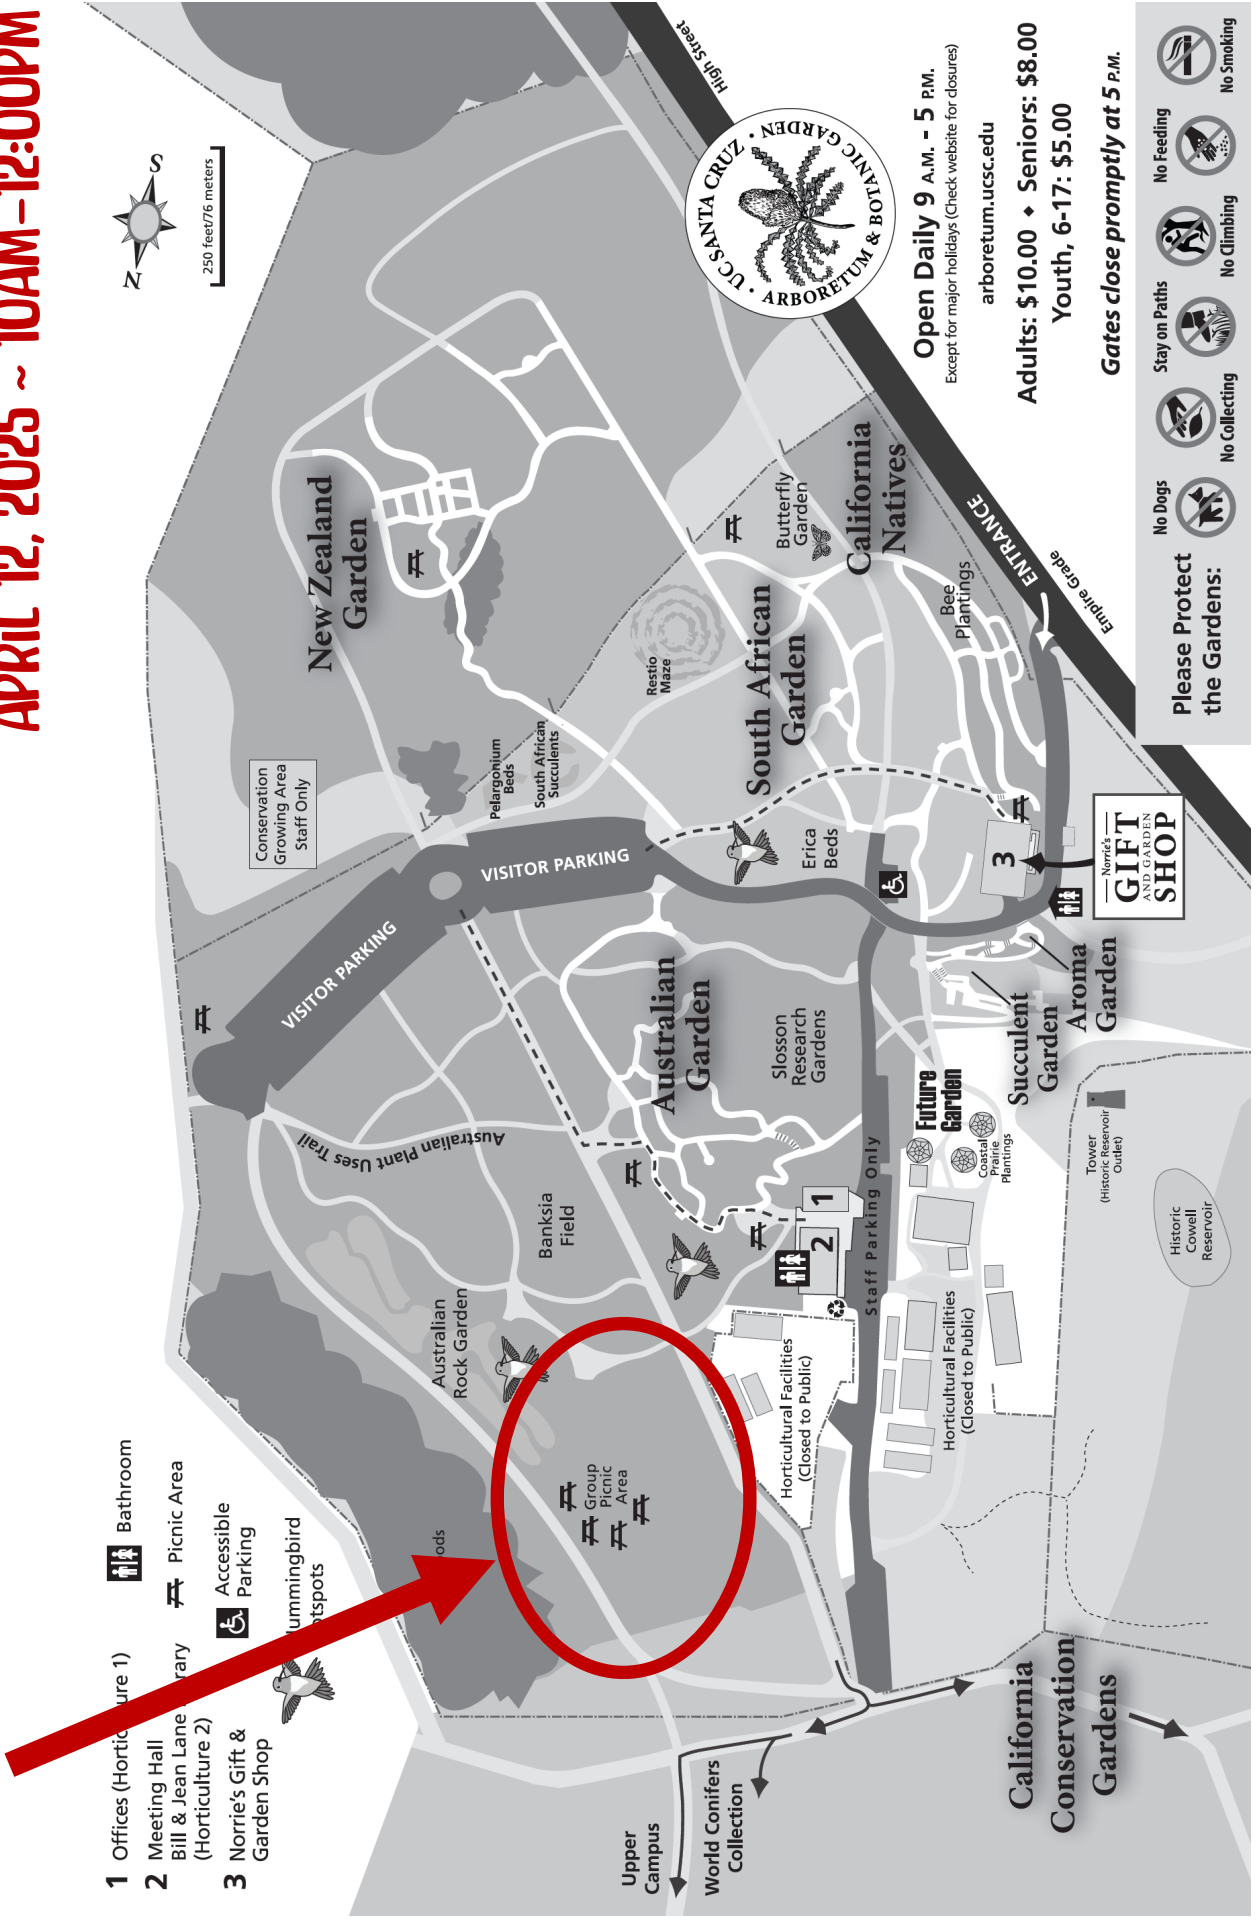 APRIL 12, 2025 ~ 10AM-12:00PM
1 Offices (Hortic ure 1)
2 Meeting Hall
Bill & Jean Lane rary
(Horticulture 2)
3 Norrie's Gift &
Garden Shop
Bathroom
Picnic Area
Accessible
Parking
ummingbird
tspots
ods
N
S
250 feet/76 meters
Conservation
Growing Area
Staff Only
New Zealand
Garden
VISITOR PARKING
VISITOR PARKING
Pelargonium
Beds
South African
Succulents
Restio
Maze
South African
Garden
Butterfly
Garden
California
Natives
Bee
Plantings
Erica
Beds
Australian Plant Uses Trail
Australian
Rock Garden
Banksia
Field
Australian
Garden
Slosson
Research
Gardens
Group
Picnic
Area
1
2
3
Staff Parking Only
Horticultural Facilities
(Closed to Public)
Horticultural Facilities
(Closed to Public)
Future
Garden
Coastal
Prairie
Plantings
Succulent
Garden
Aroma
Garden
Tower
(Historic Reservoir
Outlet)
Historic
Cowell
Reservoir
Norrie's
GIFT
AND GARDEN
SHOP
ENTRANCE
Empire Grade
High Street
Upper
Campus
World Conifers
Collection
California
Conservation
Gardens
UC SANTA CRUZ • ARBORETUM & BOTANIC GARDEN •
Open Daily 9 A.M. - 5 P.M.
Except for major holidays (Check website for closures)
arboretum.ucsc.edu
Adults: $10.00 ◆ Seniors: $8.00
Youth, 6-17: $5.00
Gates close promptly at 5 P.M.
Please Protect
the Gardens:
No Dogs
No Collecting
Stay on Paths
No Climbing
No Feeding
No Smoking